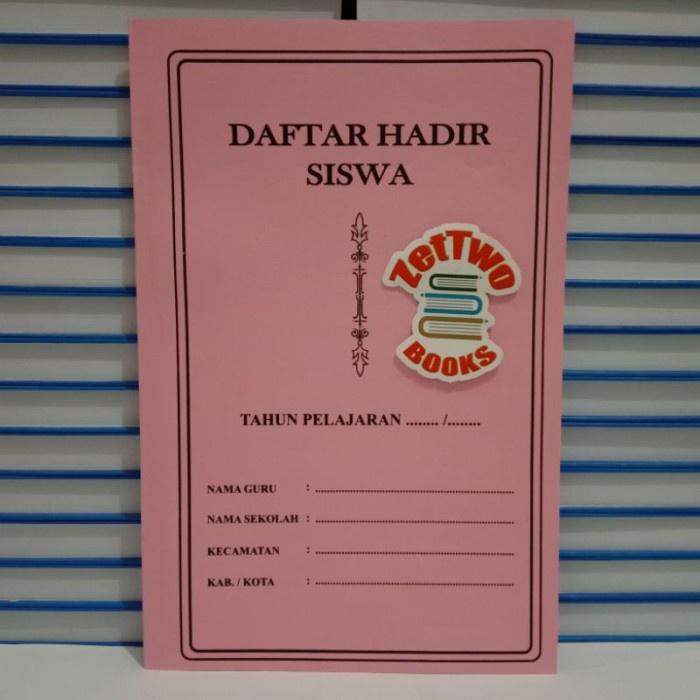 DAFTAR HADIR
SISWA
ZetTwo
BOOKS
TAHUN PELAJARAN ........ /........
NAMA GURU : ........................................................
NAMA SEKOLAH : ........................................................
KECAMATAN : ........................................................
KAB. / KOTA : ........................................................